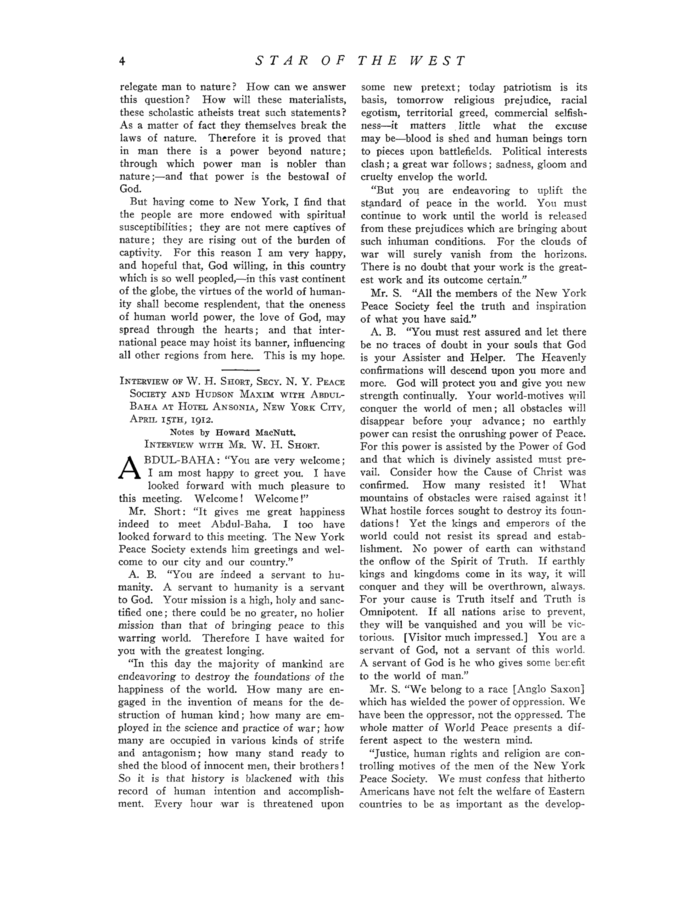 4
STAR OF THE WEST
relegate man to nature? How can we answer
this question? How will these materialists,
these scholastic atheists treat such statements?
As a matter of fact they themselves break the
laws of nature. Therefore it is proved that
in man there is a power beyond nature;
through which power man is nobler than
nature;—and that power is the bestowal of
God.
But having come to New York, I find that
the people are more endowed with spiritual
susceptibilities; they are not mere captives of
nature; they are rising out of the burden of
captivity. For this reason I am very happy,
and hopeful that, God willing, in this country
which is so well peopled,—in this vast continent
of the globe, the virtues of the world of human-
ity shall become resplendent, that the oneness
of human world power, the love of God, may
spread through the hearts; and that inter-
national peace may hoist its banner, influencing
all other regions from here. This is my hope.
INTERVIEW OF W. H. SHORT, SECY. N. Y. PEACE
SOCIETY AND HUDSON MAXIM WITH ABDUL-
BAHA AT HOTEL ANSONIA, NEW YORK CITY,
APRIL 15TH, 1912.
Notes by Howard MacNutt.
INTERVIEW WITH MR. W. H. SHORT.
ABDUL-BAHA: "You are very welcome;
I am most happy to greet you. I have
looked forward with much pleasure to
this meeting. Welcome! Welcome!"
Mr. Short: "It gives me great happiness
indeed to meet Abdul-Baha. I too have
looked forward to this meeting. The New York
Peace Society extends him greetings and wel-
come to our city and our country."
A. B. "You are indeed a servant to hu-
manity. A servant to humanity is a servant
to God. Your mission is a high, holy and sanc-
tified one; there could be no greater, no holier
mission than that of bringing peace to this
warring world. Therefore I have waited for
you with the greatest longing.
"In this day the majority of mankind are
endeavoring to destroy the foundations of the
happiness of the world. How many are en-
gaged in the invention of means for the de-
struction of human kind; how many are em-
ployed in the science and practice of war; how
many are occupied in various kinds of strife
and antagonism; how many stand ready to
shed the blood of innocent men, their brothers!
So it is that history is blackened with this
record of human intention and accomplish-
ment. Every hour war is threatened upon
some new pretext; today patriotism is its
basis, tomorrow religious prejudice, racial
egotism, territorial greed, commercial selfish-
ness—it matters little what the excuse
may be—blood is shed and human beings torn
to pieces upon battlefields. Political interests
clash; a great war follows; sadness, gloom and
cruelty envelop the world.
"But you are endeavoring to uplift the
standard of peace in the world. You must
continue to work until the world is released
from these prejudices which are bringing about
such inhuman conditions. For the clouds of
war will surely vanish from the horizons.
There is no doubt that your work is the great-
est work and its outcome certain."
Mr. S. "All the members of the New York
Peace Society feel the truth and inspiration
of what you have said."
A. B. "You must rest assured and let there
be no traces of doubt in your souls that God
is your Assister and Helper. The Heavenly
confirmations will descend upon you more and
more. God will protect you and give you new
strength continually. Your world-motives will
conquer the world of men; all obstacles will
disappear before your advance; no earthly
power can resist the onrushing power of Peace.
For this power is assisted by the Power of God
and that which is divinely assisted must pre-
vail. Consider how the Cause of Christ was
confirmed. How many resisted it! What
mountains of obstacles were raised against it!
What hostile forces sought to destroy its foun-
dations! Yet the kings and emperors of the
world could not resist its spread and estab-
lishment. No power of earth can withstand
the onflow of the Spirit of Truth. If earthly
kings and kingdoms come in its way, it will
conquer and they will be overthrown, always.
For your cause is Truth itself and Truth is
Omnipotent. If all nations arise to prevent,
they will be vanquished and you will be vic-
torious. [Visitor much impressed.] You are a
servant of God, not a servant of this world.
A servant of God is he who gives some benefit
to the world of man."
Mr. S. "We belong to a race [Anglo Saxon]
which has wielded the power of oppression. We
have been the oppressor, not the oppressed. The
whole matter of World Peace presents a dif-
ferent aspect to the western mind.
"Justice, human rights and religion are con-
trolling motives of the men of the New York
Peace Society. We must confess that hitherto
Americans have not felt the welfare of Eastern
countries to be as important as the develop-